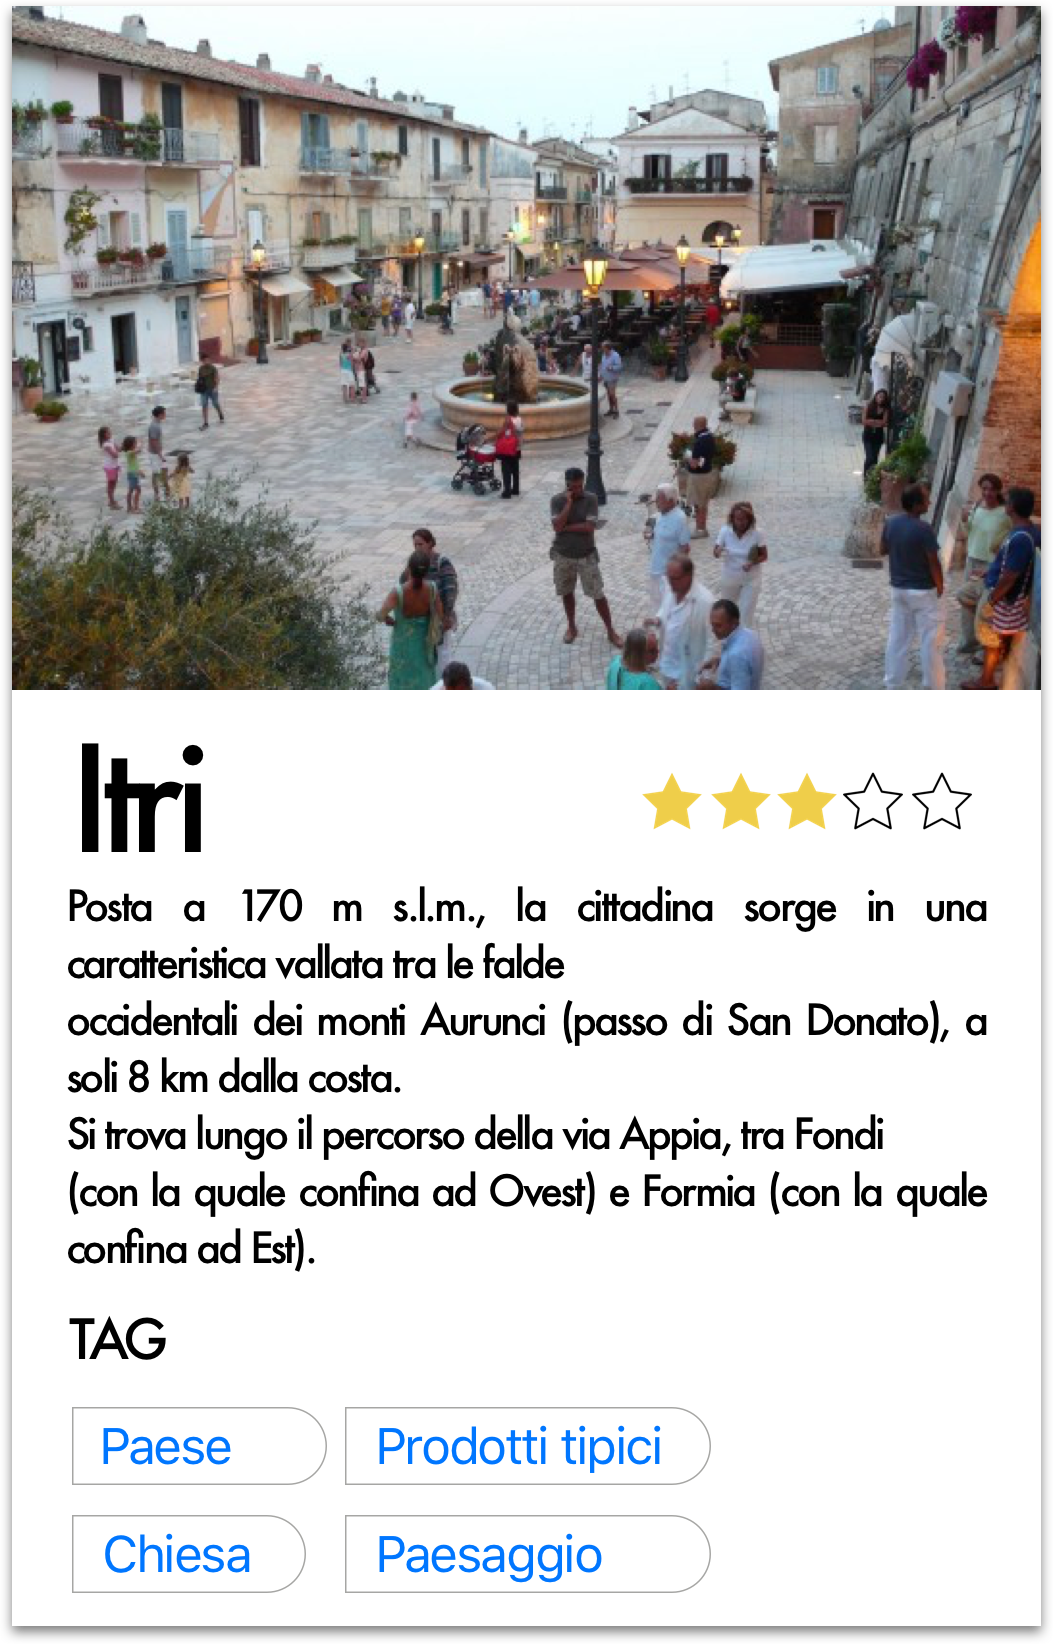 Itri
Posta a 170 m s.l.m., la cittadina sorge in una
caratteristica vallata tra le falde
occidentali dei monti Aurunci (passo di San Donato), a
soli 8 km dalla costa.
Si trova lungo il percorso della via Appia, tra Fondi
(con la quale confina ad Ovest) e Formia (con la quale
confina ad Est).
TAG
Paese Prodotti tipici
Chiesa Paesaggio